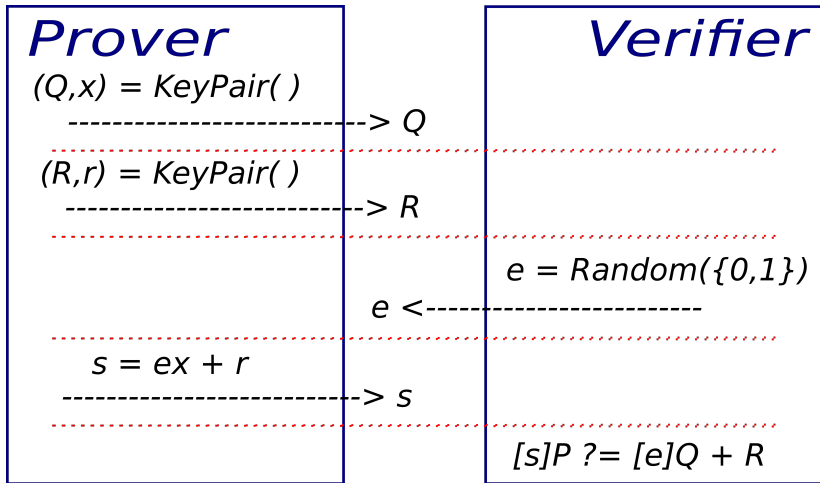 Prover
Verifier
(Q,x) = KeyPair( )
---------------------------> Q
(R,r) = KeyPair( )
---------------------------> R
e = Random({0,1})
e <-------------------------
s = ex + r
---------------------------> s
[s]P ?= [e]Q + R